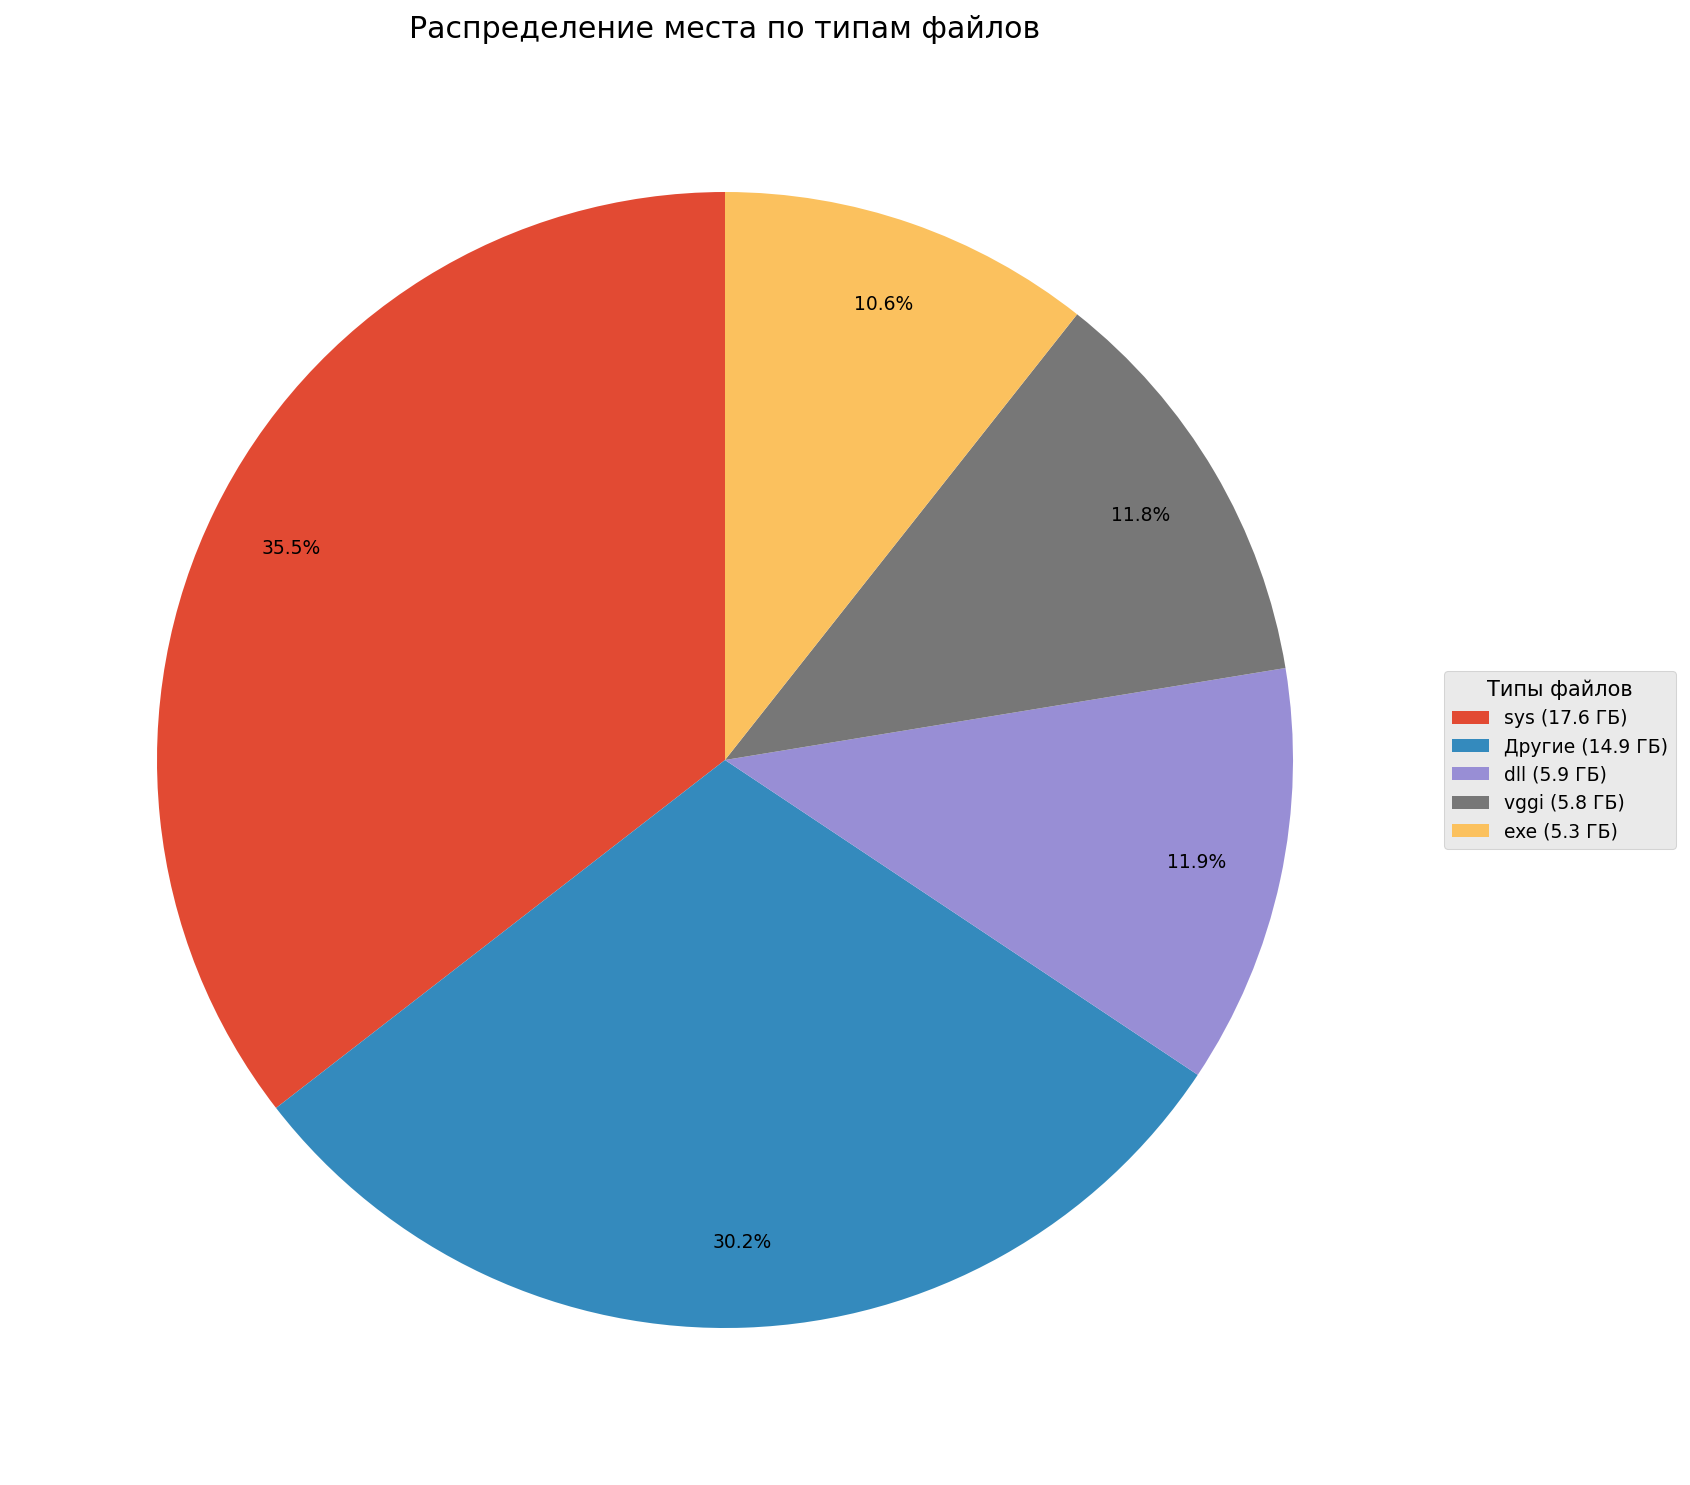 Распределение места по типам файлов
10.6%
11.8%
35.5%
Типы файлов
sys (17.6 ГБ)
Другие (14.9 ГБ)
dll (5.9 ГБ)
vggi (5.8 ГБ)
exe (5.3 ГБ)
11.9%
30.2%